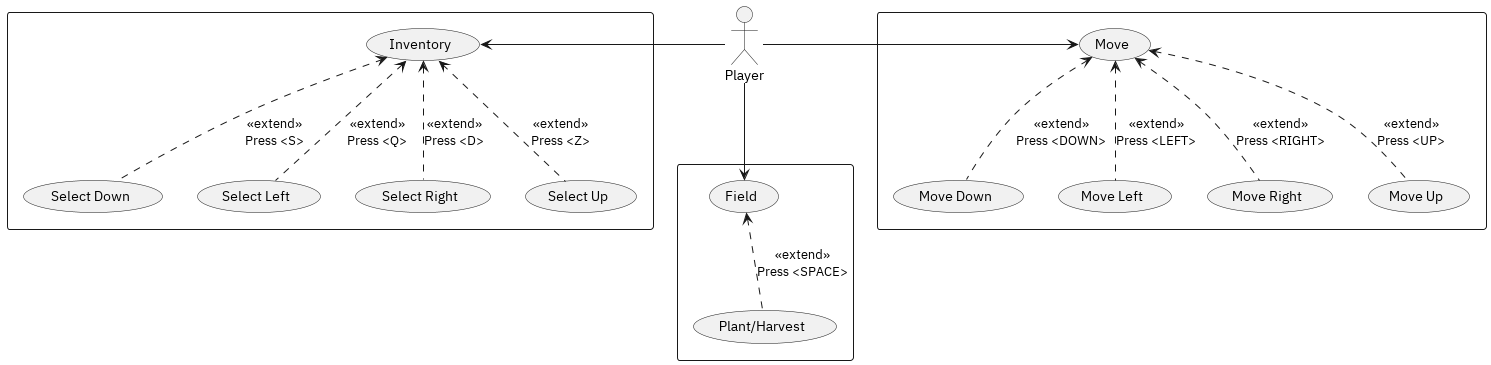 Inventory
Player
Move
«extend»
Press <S>
«extend»
Press <Q>
«extend»
Press <D>
«extend»
Press <Z>
«extend»
Press <DOWN>
«extend»
Press <LEFT>
«extend»
Press <RIGHT>
«extend»
Press <UP>
Select Down
Select Left
Select Right
Select Up
Field
Move Down
Move Left
Move Right
Move Up
«extend»
Press <SPACE>
Plant/Harvest